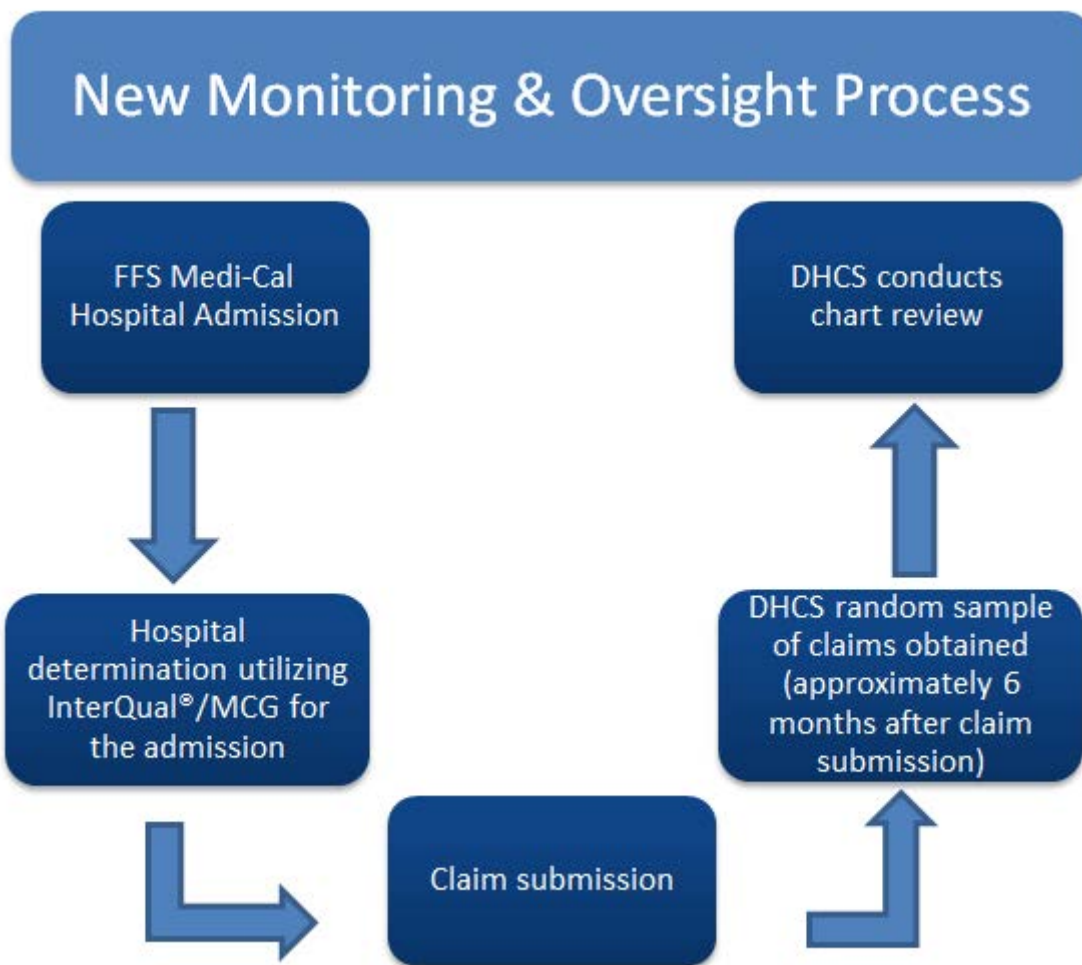 New Monitoring & Oversight Process
FFS Medi-Cal
Hospital Admission
Hospital
determination utilizing
InterQual®/MCG for
the admission
Claim submission
DHCS random sample
of claims obtained
(approximately 6
months after claim
submission)
DHCS conducts
chart review